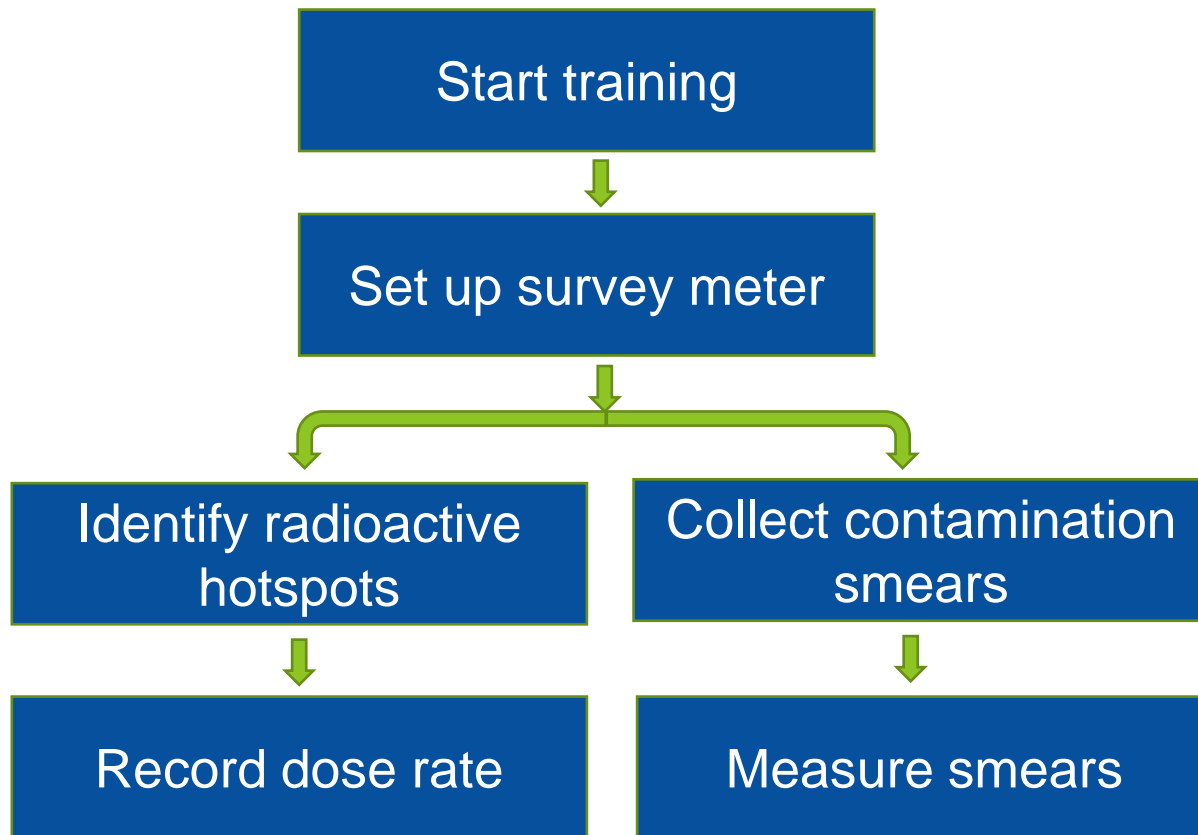 Start training
Set up survey meter
Identify radioactive
hotspots
Collect contamination
smears
Record dose rate
Measure smears